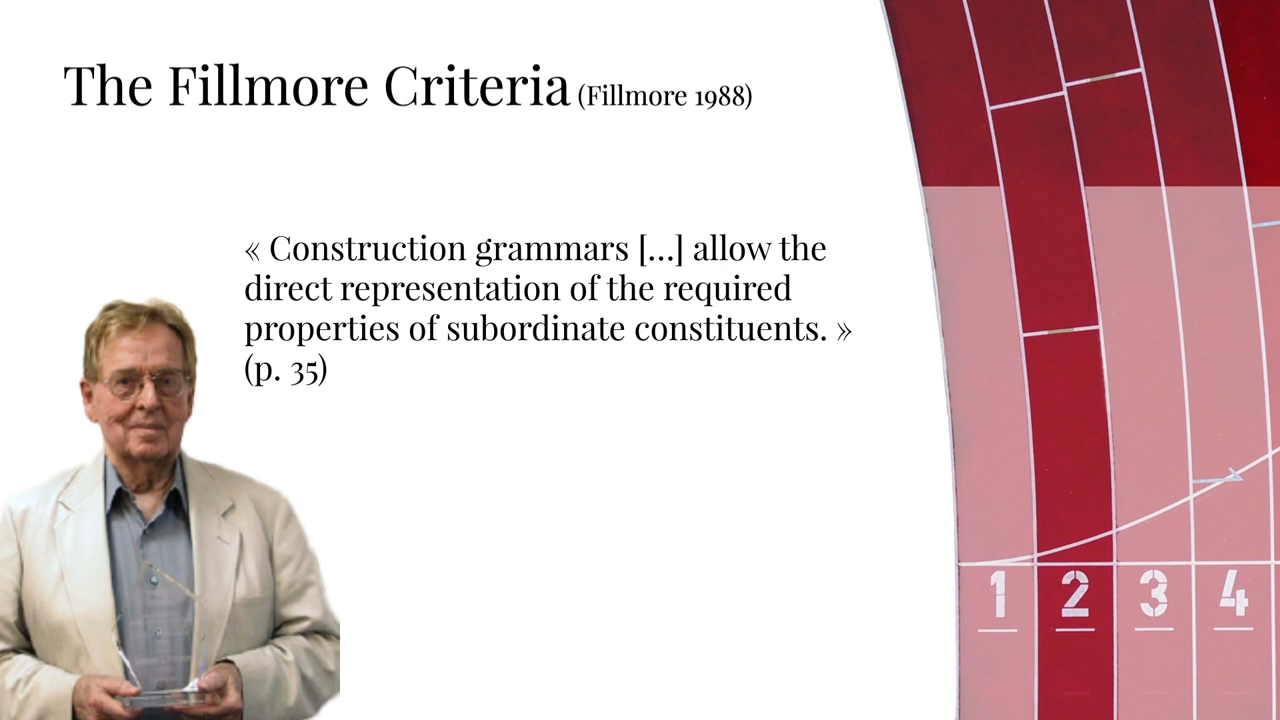 The Fillmore Criteria (Fillmore 1988)
« Construction grammars [...] allow the
direct representation of the required
properties of subordinate constituents. »
(p. 35)
1 2 3 4